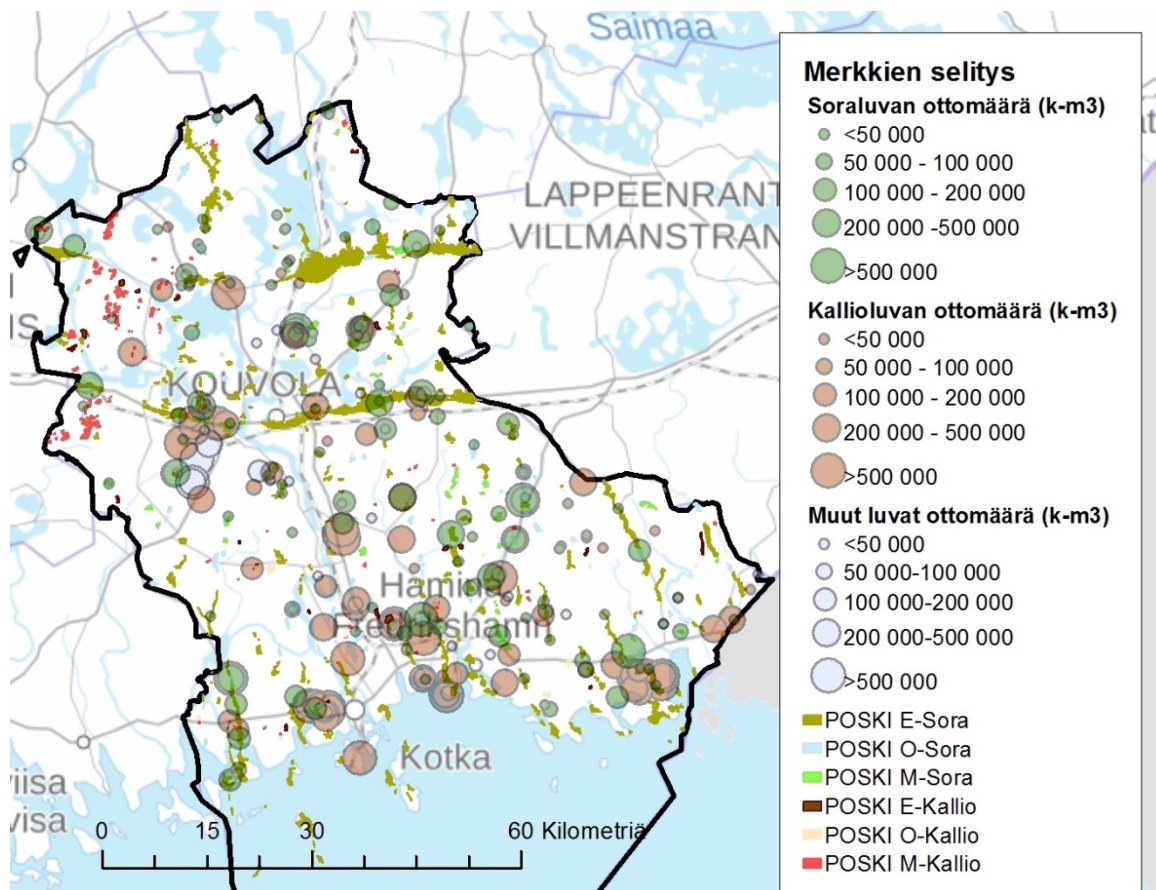 Saimaa
LAPPEENRANT
VILLMANSTRAN
KOUVOLA
Hamina
Fredrikshamn
Kotka
viisa
visa
0 15 30 60 Kilometriä
Merkkien selitys
Soraluvan ottomäärä (k-m3)
<50 000
50 000 - 100 000
100 000 - 200 000
200 000 -500 000
>500 000
Kallioluvan ottomäärä (k-m3)
<50 000
50 000 - 100 000
100 000 - 200 000
200 000 - 500 000
>500 000
Muut luvat ottomäärä (k-m3)
<50 000
50 000-100 000
100 000-200 000
200 000-500 000
>500 000
POSKI E-Sora
POSKI O-Sora
POSKI M-Sora
POSKI E-Kallio
POSKI O-Kallio
POSKI M-Kallio